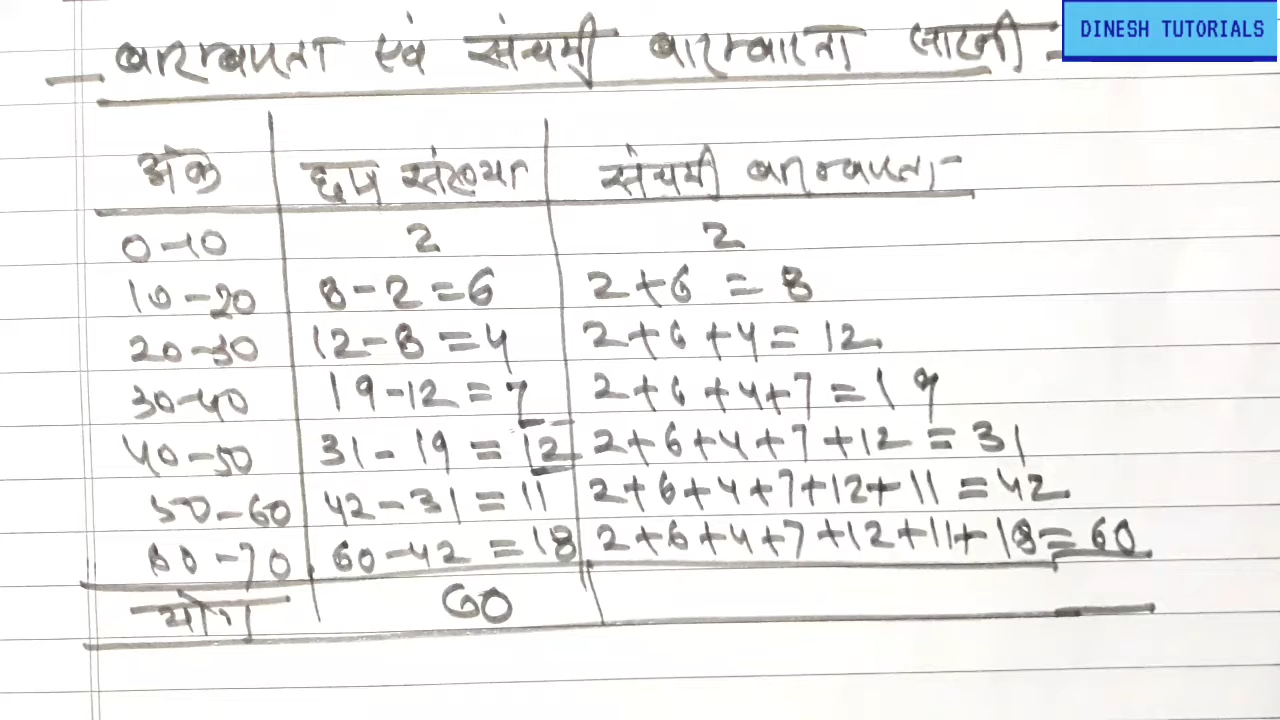 DINESH TUTORIALS
बारम्बारता एवं संचयी बारम्बारता सारणी
अंक छात्र संख्या संचयी बारम्बारता
0-10 2 2
10-20 8-2=6 2+6=8
20-30 12-8=4 2+6+4=12
30-40 19-12=7 2+6+4+7=19
40-50 31-19=12 2+6+4+7+12=31
50-60 42-31=11 2+6+4+7+12+11=42
60-70 60-42=18 2+6+4+7+12+11+18=60
योग 60